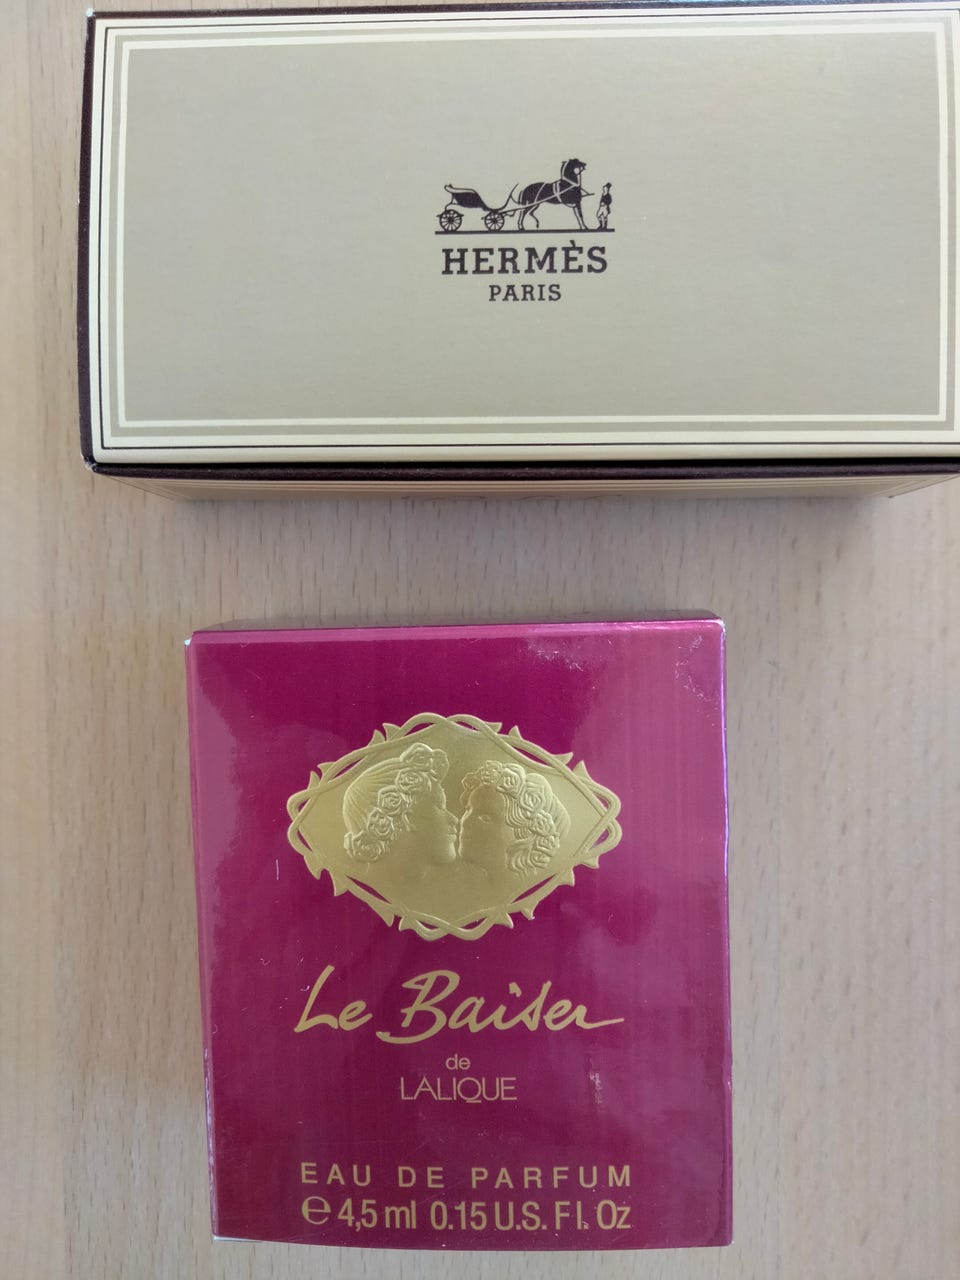 HERMÈS
PARIS
Le Baiser
de
LALIQUE
EAU DE PARFUM
℮ 4,5 ml 0.15 U.S. Fl. Oz